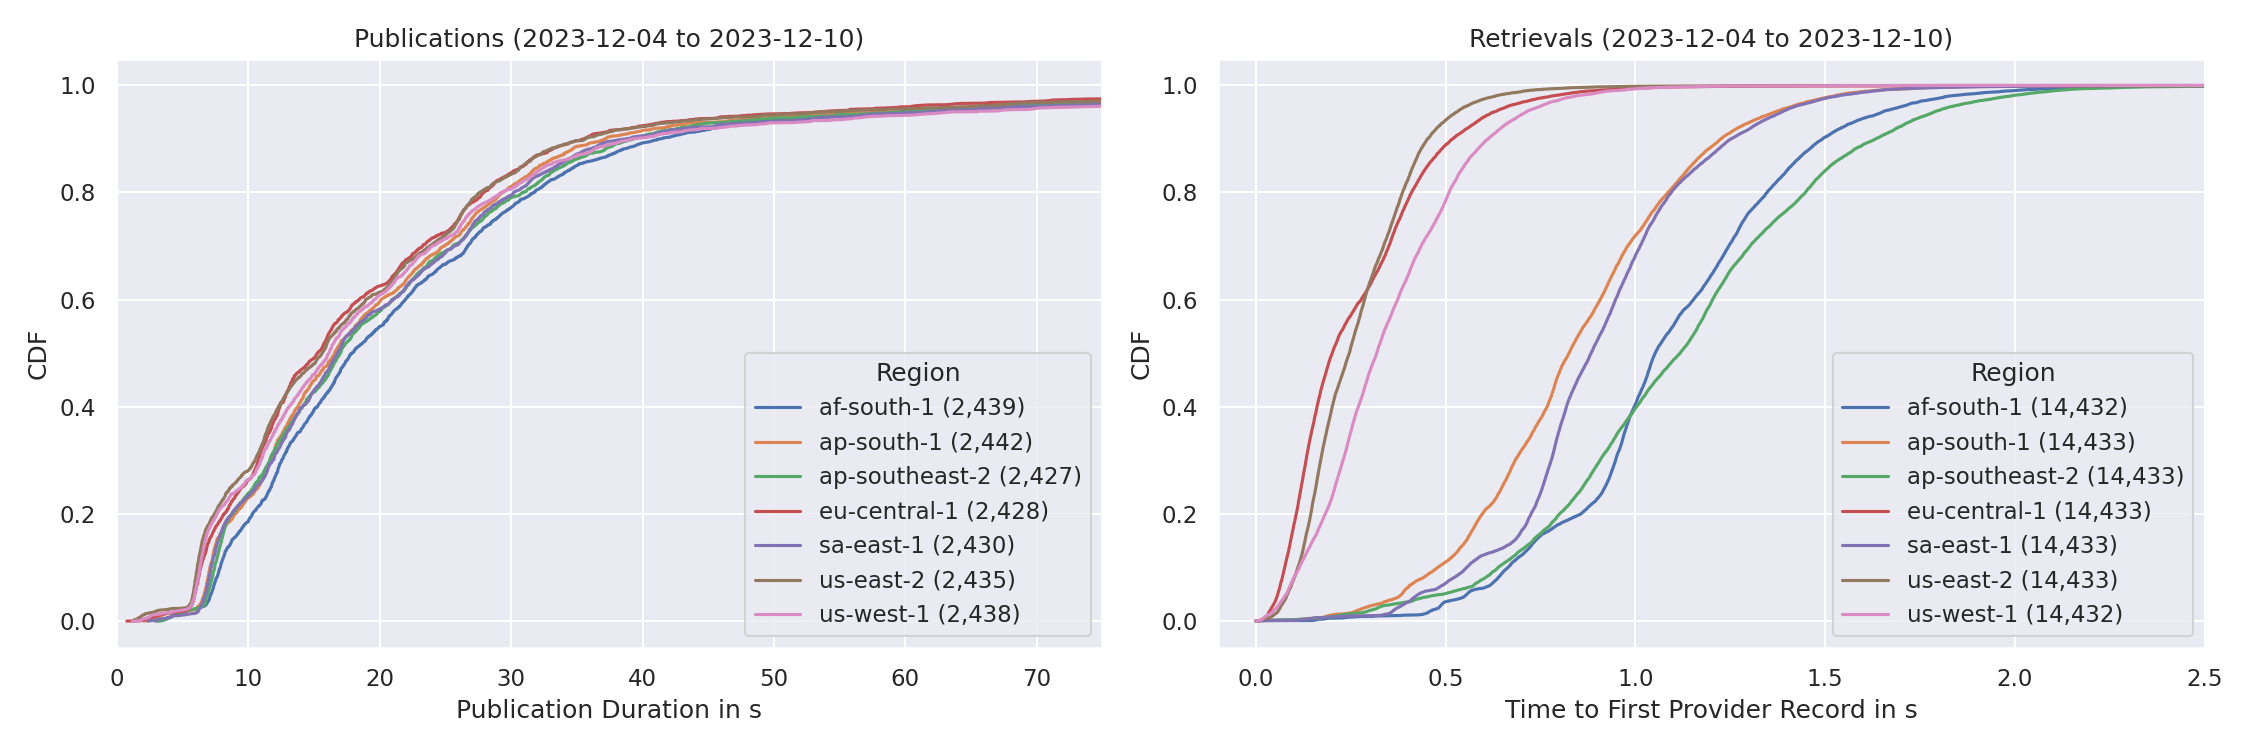 Publications (2023-12-04 to 2023-12-10)
1.0
0.8
0.6
0.4
0.2
0.0
CDF
0 10 20 30 40 50 60 70
Publication Duration in s
Region
af-south-1 (2,439)
ap-south-1 (2,442)
ap-southeast-2 (2,427)
eu-central-1 (2,428)
sa-east-1 (2,430)
us-east-2 (2,435)
us-west-1 (2,438)
Retrievals (2023-12-04 to 2023-12-10)
1.0
0.8
0.6
0.4
0.2
0.0
CDF
0.0 0.5 1.0 1.5 2.0 2.5
Time to First Provider Record in s
Region
af-south-1 (14,432)
ap-south-1 (14,433)
ap-southeast-2 (14,433)
eu-central-1 (14,433)
sa-east-1 (14,433)
us-east-2 (14,433)
us-west-1 (14,432)